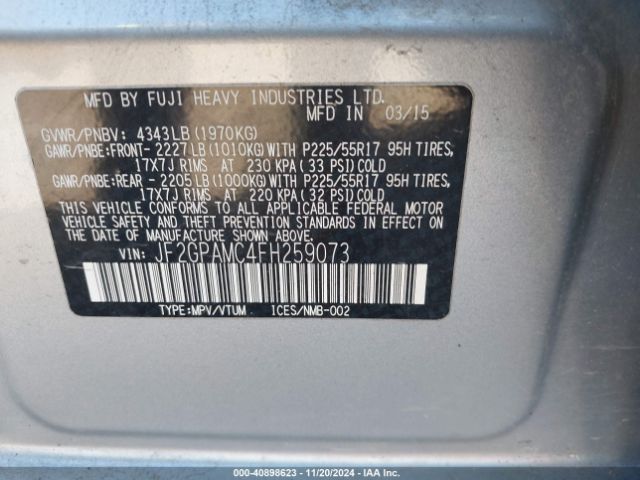 MFD BY FUJI HEAVY INDUSTRIES LTD.
MFD IN 03/15
GVWR/PNBV: 4343LB(1970KG)
GAWR/PNBE:FRONT- 2227LB(1010KG)WITH P225/55R17 95H TIRES,
17X7J RIMS AT 230 KPA(33 PSI)COLD
GAWR/PNBE:REAR - 2205LB(1000KG)WITH P225/55R17 95H TIRES,
17X7J RIMS AT 220 KPA(32 PSI)COLD
THIS VEHICLE CONFORMS TO ALL APPLICABLE FEDERAL MOTOR
VEHICLE SAFETY AND THEFT PREVENTION STANDARDS IN EFFECT ON
THE DATE OF MANUFACTURE SHOWN ABOVE.
VIN: JF2GPAMC4FH259073
TYPE:MPV/VTUM ICES/NMB-002
000-40898623 — 11/20/2024 — IAA Inc.